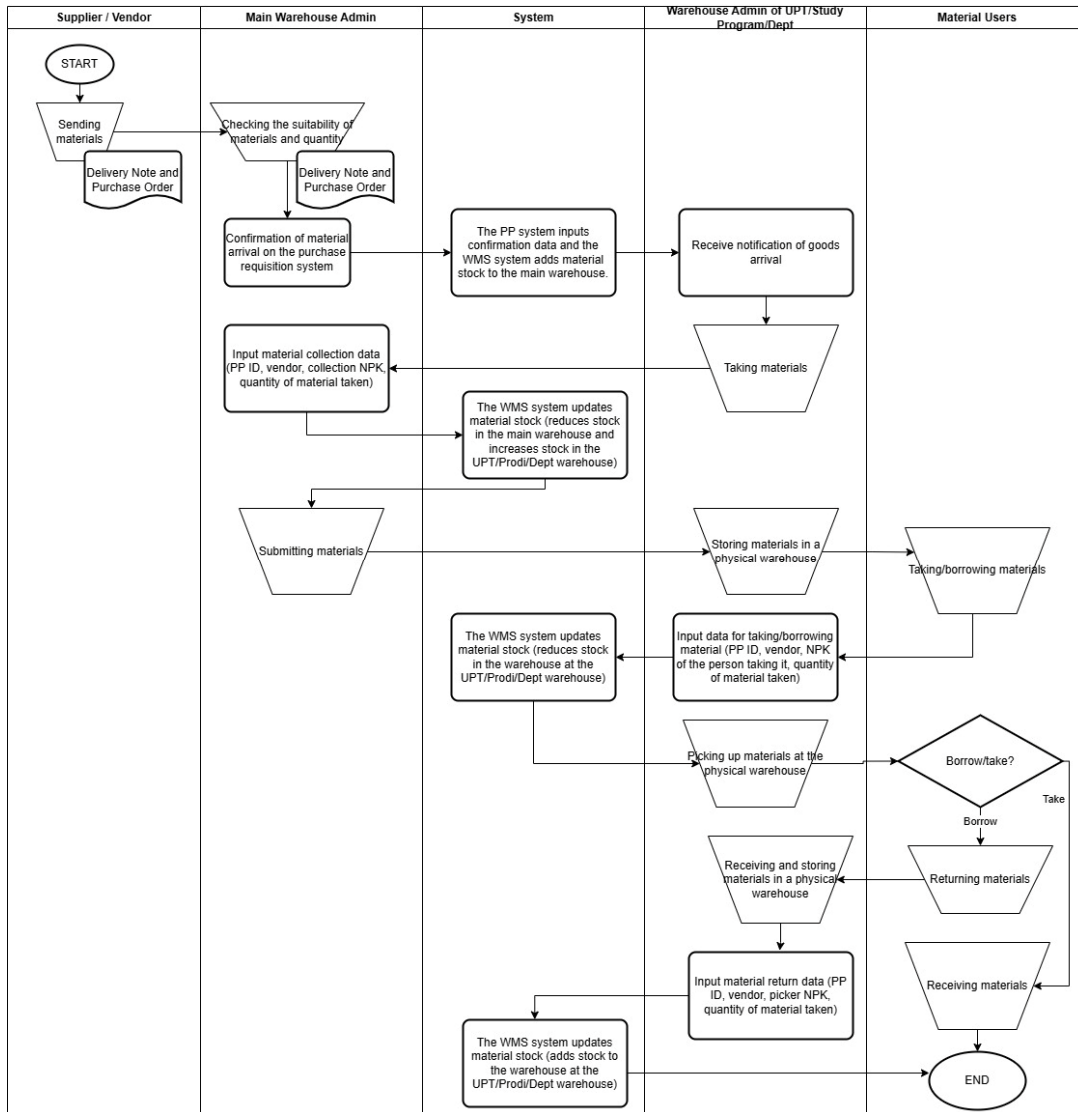 Supplier / Vendor
Main Warehouse Admin
System
Warehouse Admin of UPT/Study
Program/Dept
Material Users
START
Sending
materials
Delivery Note and
Purchase Order
Checking the suitability of
materials and quantity
Delivery Note and
Purchase Order
Confirmation of material
arrival on the purchase
requisition system
The PP system inputs
confirmation data and the
WMS system adds material
stock to the main warehouse.
Receive notification of goods
arrival
Taking materials
Input material collection data
(PP ID, vendor, collection NPK,
quantity of material taken)
The WMS system updates
material stock (reduces stock
in the main warehouse and
increases stock in the
UPT/Prodi/Dept warehouse)
Submitting materials
Storing materials in a
physical warehouse
Taking/borrowing materials
Input data for taking/borrowing
material (PP ID, vendor, NPK
of the person taking it, quantity
of material taken)
The WMS system updates
material stock (reduces stock
in the warehouse at the
UPT/Prodi/Dept warehouse)
Picking up materials at the
physical warehouse
Borrow/take?
Take
Borrow
Returning materials
Receiving and storing
materials in a physical
warehouse
Input material return data (PP
ID, vendor, picker NPK,
quantity of material taken)
Receiving materials
The WMS system updates
material stock (adds stock to
the warehouse at the
UPT/Prodi/Dept warehouse)
END